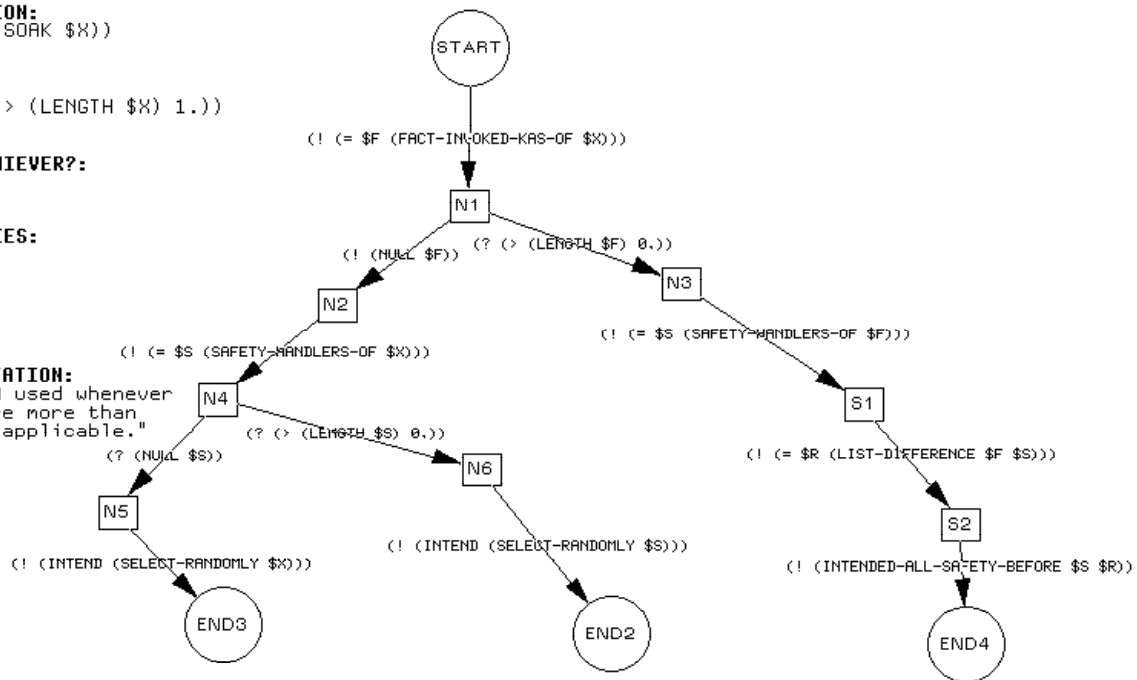 ION:
SOAK $X))
> (LENGTH $X) 1.))
HIEVER?:
IES:
TATION:
d used whenever
e more than
applicable."
START
(! (= $F (FACT-INVOKED-KAS-OF $X)))
N1
(! (NULL $F))
(? (> (LENGTH $F) 0.))
N2
N3
(! (= $S (SAFETY-HANDLERS-OF $X)))
(! (= $S (SAFETY-HANDLERS-OF $F)))
N4
S1
(? (NULL $S))
(? (> (LENGTH $S) 0.))
(! (= $R (LIST-DIFFERENCE $F $S)))
N5
N6
S2
(! (INTEND (SELECT-RANDOMLY $X)))
(! (INTEND (SELECT-RANDOMLY $S)))
(! (INTENDED-ALL-SAFETY-BEFORE $S $R))
END3
END2
END4